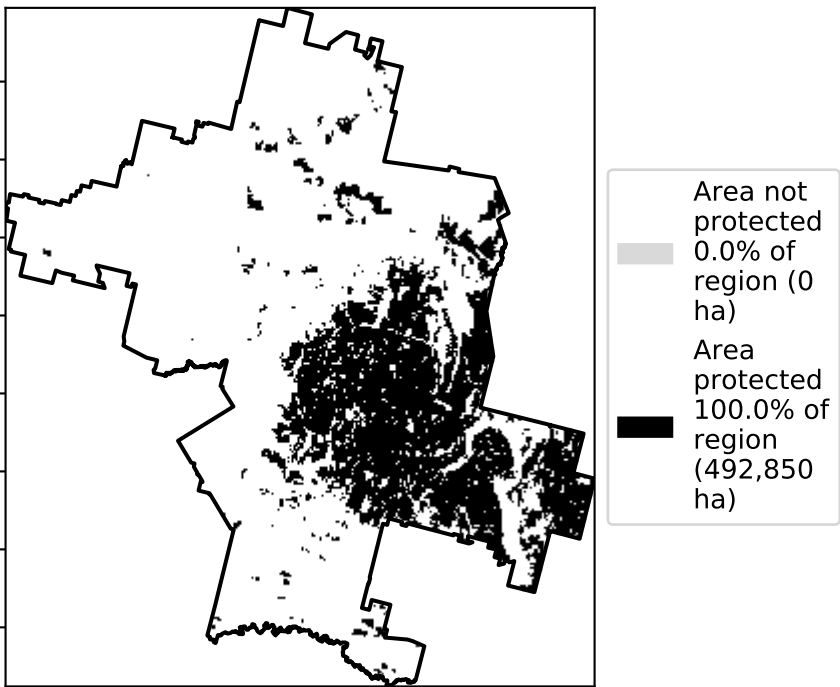 Area not
protected
0.0% of
region (0
ha)
Area
protected
100.0% of
region
(492,850
ha)